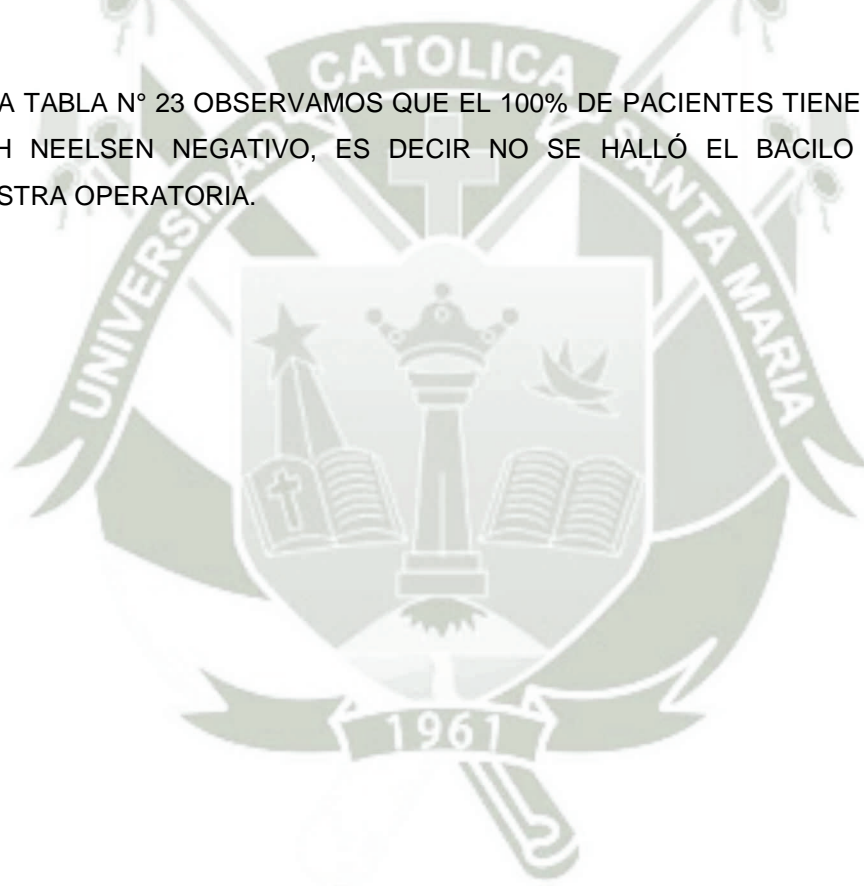 CATOLICA
A TABLA N° 23 OBSERVAMOS QUE EL 100% DE PACIENTES TIENE
H NEELSEN NEGATIVO, ES DECIR NO SE HALLÓ EL BACILO
STRA OPERATORIA.
UNIVERSIDAD
SANTA MARIA
1961